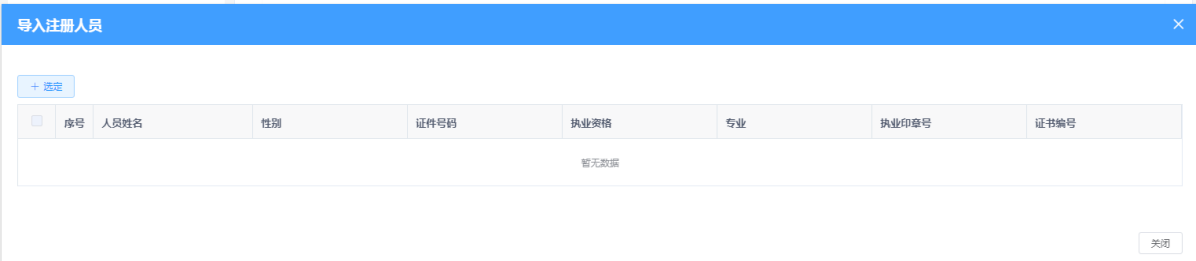 导入注册人员
+ 选定
序号 人员姓名 性别 证件号码 执业资格 专业 执业印章号 证书编号
暂无数据
关闭